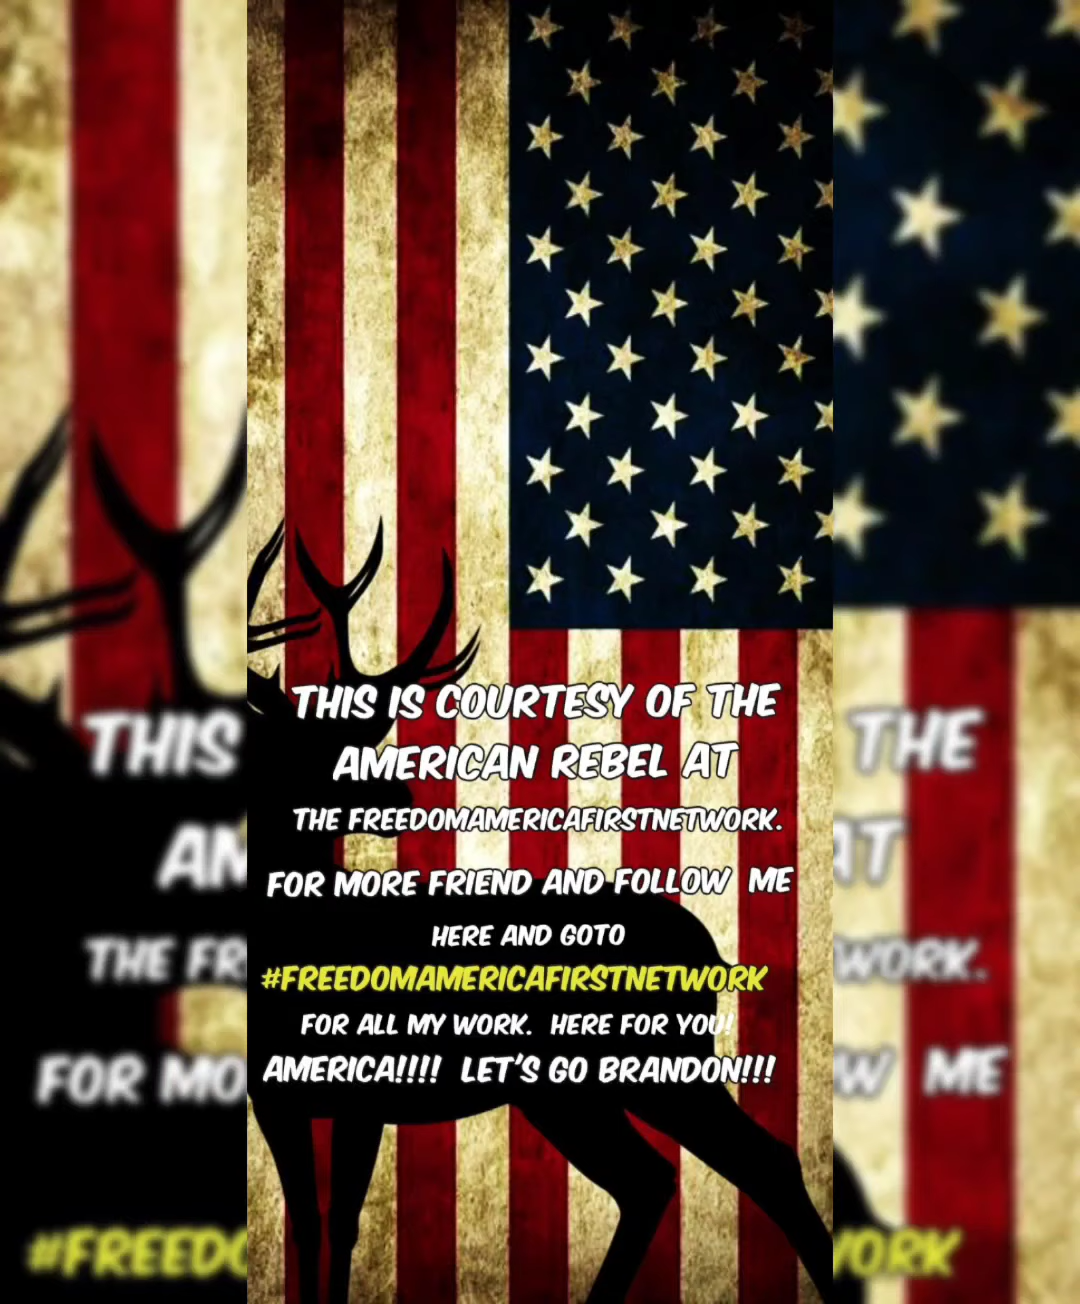 THIS IS COURTESY OF THE
AMERICAN REBEL AT
THE FREEDOMAMERICAFIRSTNETWORK.
FOR MORE FRIEND AND FOLLOW ME
HERE AND GOTO
#FREEDOMAMERICAFIRSTNETWORK
FOR ALL MY WORK. HERE FOR YOU!
AMERICA!!!! LET'S GO BRANDON!!!